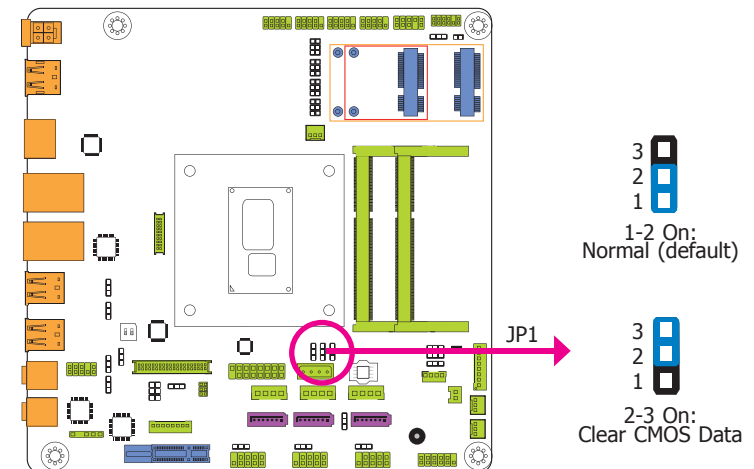 3
2
1
1-2 On:
Normal (default)
JP1
3
2
1
2-3 On:
Clear CMOS Data